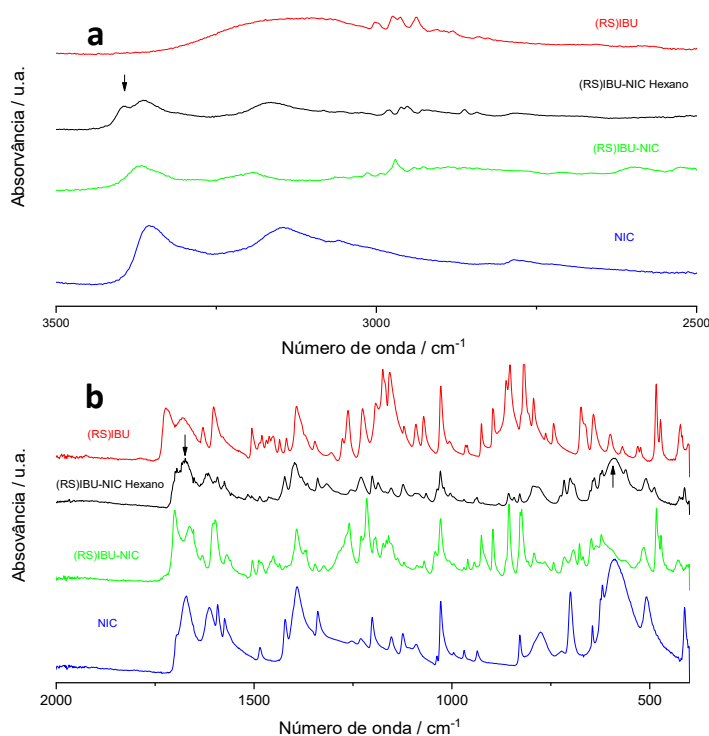 a
(RS)IBU
(RS)IBU-NIC Hexano
(RS)IBU-NIC
NIC
Absorvância / u.a.
3500
3000
2500
Número de onda / cm⁻¹
b
(RS)IBU
(RS)IBU-NIC Hexano
(RS)IBU-NIC
NIC
Absovância / u.a.
2000
1500
1000
500
Número de onda / cm⁻¹